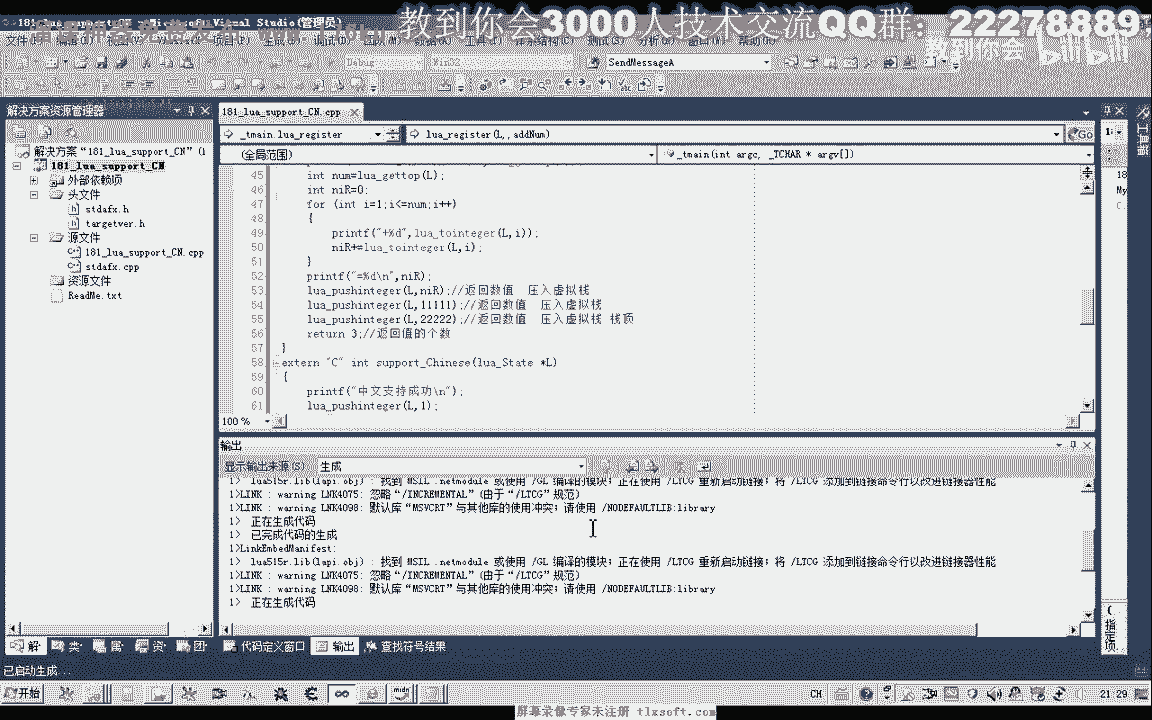 教到你会3000人技术交流QQ群：22278889,
181_lua_support_CN - Microsoft Visual Studio(管理员)
教到你会 bilibili
Debug Win32 SendMessageA
解决方案资源管理器
181_lua_support_CN.cpp
_tmain.lua_register
lua_register(L,,addNum)
Go
(全局范围)
_tmain(int argc, _TCHAR * argv[])
解决方案“181_lua_support_CN”(1
181_lua_support_CN
外部依赖项
头文件
stdafx.h
targetver.h
源文件
181_lua_support_CN.cpp
stdafx.cpp
资源文件
ReadMe.txt
工具箱
45 int num=lua_gettop(L);
46 int niR=0;
47 for (int i=1;i<=num;i++)
48 {
49 printf("+%d",lua_tointeger(L,i));
50 niR+=lua_tointeger(L,i);
51 }
52 printf("=%d\n",niR);
53 lua_pushinteger(L,niR);//返回数值 压入虚拟栈
54 lua_pushinteger(L,11111);//返回数值 压入虚拟栈
55 lua_pushinteger(L,22222);//返回数值 压入虚拟栈 栈顶
56 return 3;//返回值的个数
57 }
58 extern "C" int support_Chinese(lua_State *L)
59 {
60 printf("中文支持成功\n");
61 lua_pushinteger(L,1);
100 %
输出
显示输出来源(S): 生成
1> lua515r.lib(lapi.obj) : 找到 MSIL .netmodule 或使用 /GL 编译的模块；正在使用 /LTCG 重新启动链接；将 /LTCG 添加到链接命令行以改进链接器性能
1>LINK : warning LNK4075: 忽略“/INCREMENTAL”(由于“/LTCG”规范)
1>LINK : warning LNK4098: 默认库“MSVCRT”与其他库的使用冲突；请使用 /NODEFAULTLIB:library
1> 正在生成代码
1> 已完成代码的生成
1>LinkEmbedManifest:
1> lua515r.lib(lapi.obj) : 找到 MSIL .netmodule 或使用 /GL 编译的模块；正在使用 /LTCG 重新启动链接；将 /LTCG 添加到链接命令行以改进链接器性能
1>LINK : warning LNK4075: 忽略“/INCREMENTAL”(由于“/LTCG”规范)
1>LINK : warning LNK4098: 默认库“MSVCRT”与其他库的使用冲突；请使用 /NODEFAULTLIB:library
1> 正在生成代码
解· 类· 属· 资· 团·
代码定义窗口 输出 查找符号结果
已启动生成...
开始
CH
21:29
屏幕录像专家未注册 tlxsoft.com